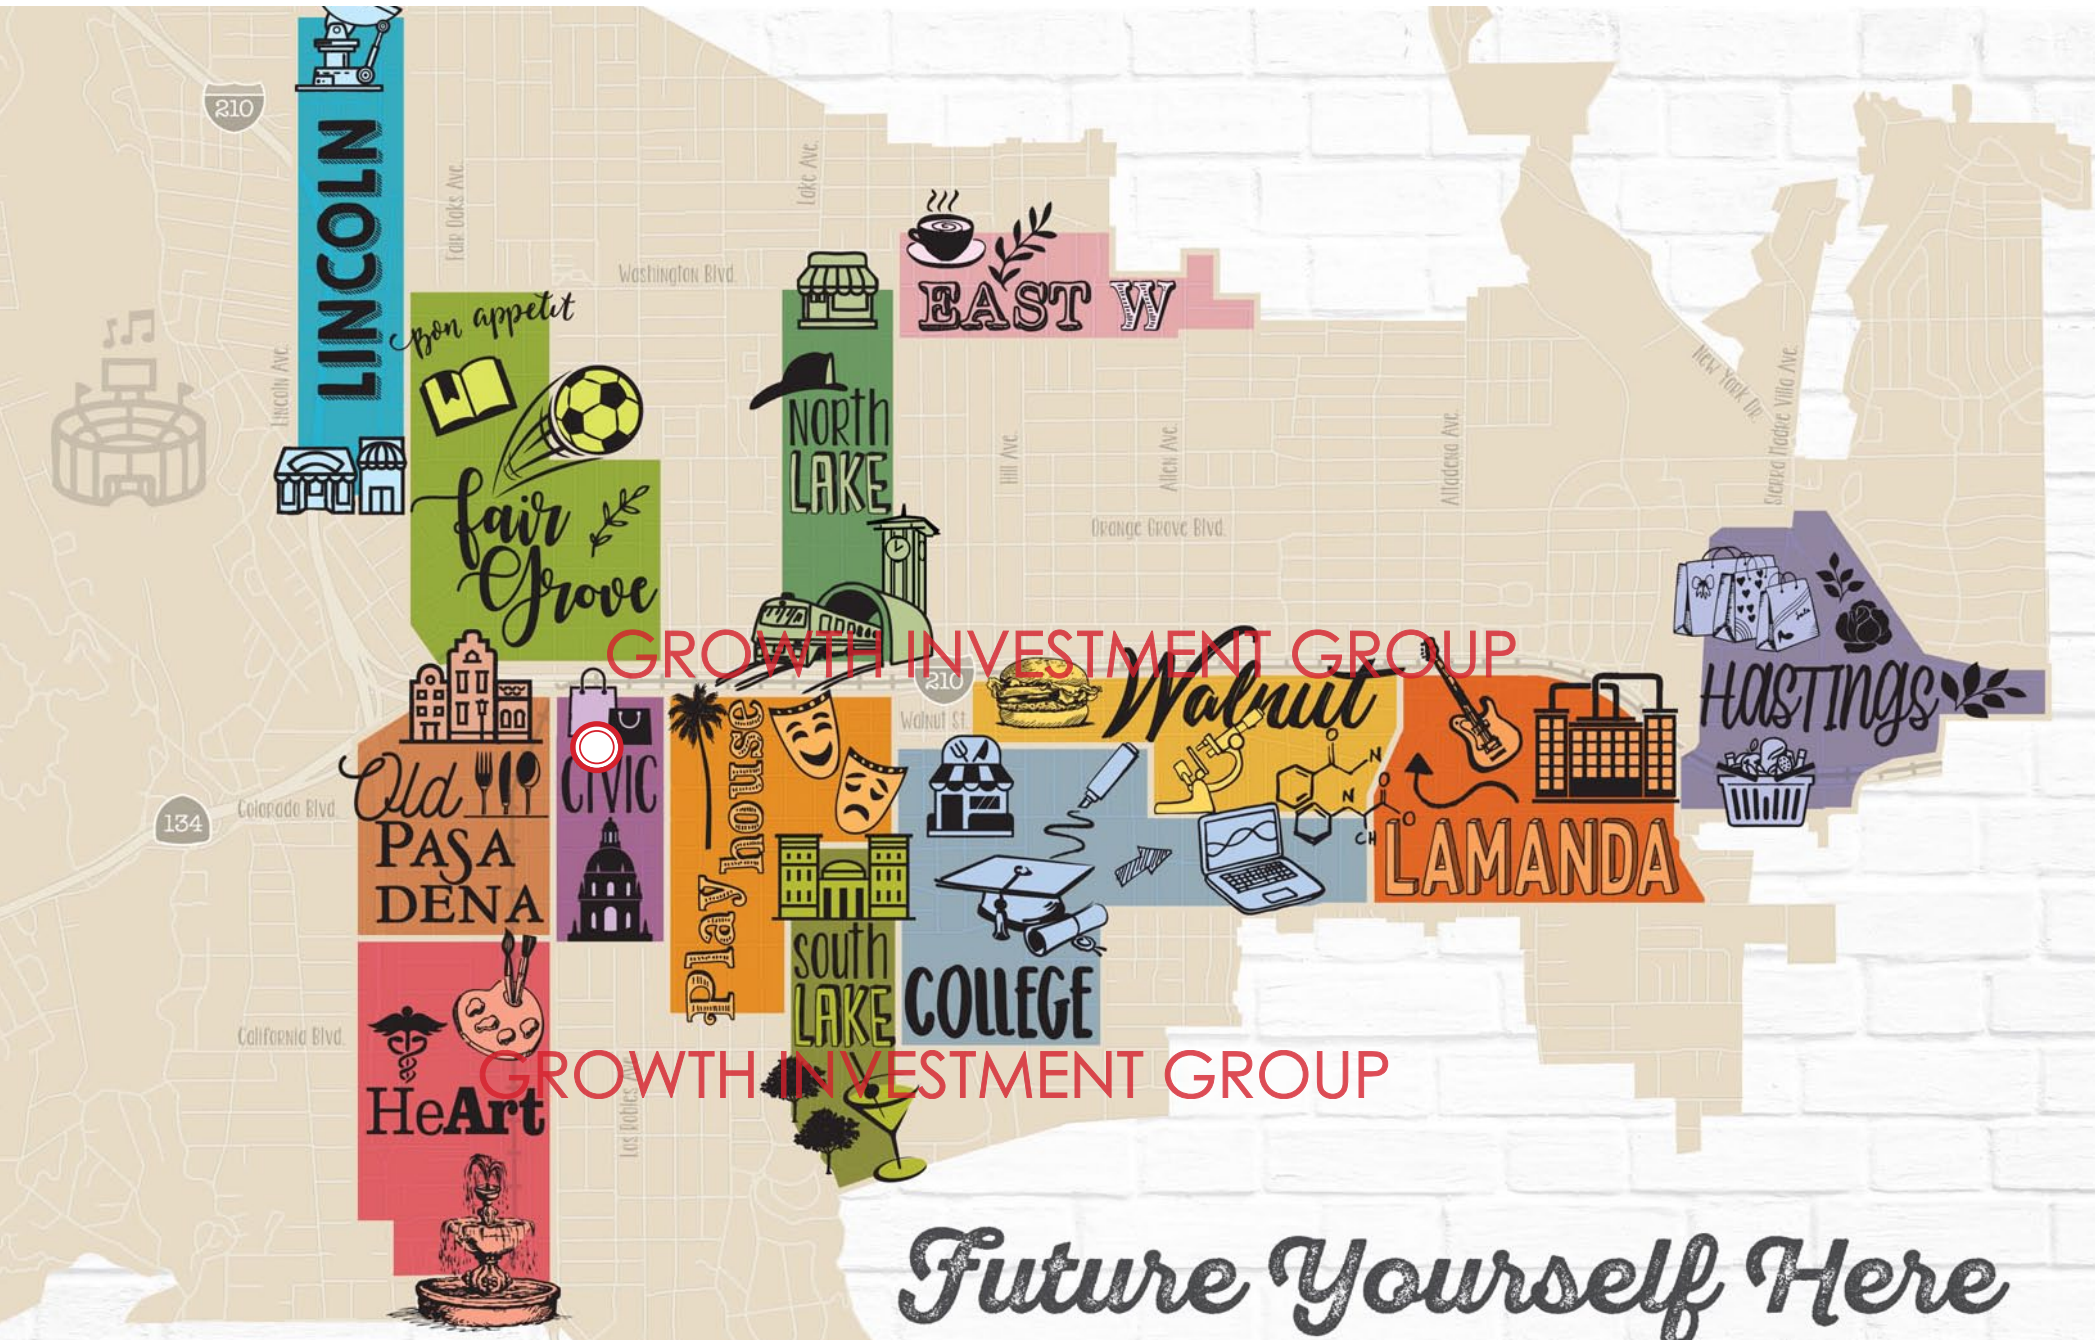 210
LINCOLN
Fair Oaks Ave.
Lake Ave.
Washington Blvd.
EAST W
Bon appetit
Lincoln Ave.
NORTH
LAKE
Hill Ave.
Allen Ave.
Altadena Ave.
New York Dr.
Sierra Madre Villa Ave.
fair
Grove
Orange Grove Blvd.
GROWTH INVESTMENT GROUP
210
Walnut St.
Walnut
HASTINGS
Sale
Old
PASA
DENA
CIVIC
Playhouse
134
Colorado Blvd.
N
O
N
O
O
CH
LAMANDA
SOUTH
LAKE
COLLEGE
California Blvd.
HeArt
Los Robles Ave.
GROWTH INVESTMENT GROUP
Future Yourself Here